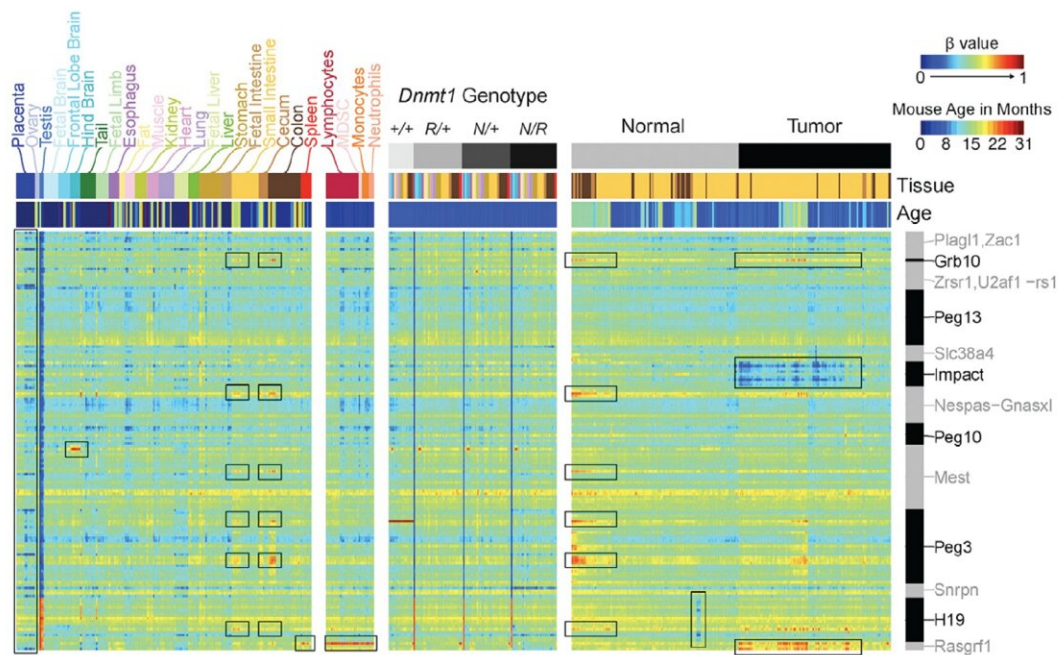 Placenta
Ovary
Testis
Fetal Brain
Frontal Lobe Brain
Hind Brain
Tail
Fetal Limb
Esophagus
Fat
Muscle
Kidney
Heart
Lung
Fetal Liver
Liver
Stomach
Fetal Intestine
Small Intestine
Cecum
Colon
Spleen
Lymphocytes
MDSC
Monocytes
Neutrophils
Dnmt1 Genotype
+/+ R/+ N/+ N/R
Normal Tumor
β value
0 1
Mouse Age in Months
0 8 15 23 31
Tissue
Age
Plagl1,Zac1
Grb10
Zrsr1,U2af1 -rs1
Peg13
Slc38a4
Impact
Nespas-Gnasxl
Peg10
Mest
Peg3
Snrpn
H19
Rasgrf1